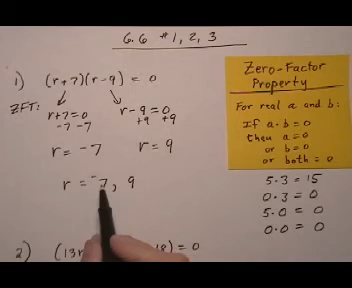 6.6 #1, 2, 3
1) (r+7)(r-9) = 0
ZFT: r+7=0 r-9=0
-7 -7 +9 +9
r = -7 r = 9
r = -7, 9
2) (13r 18) = 0
Zero-Factor
Property
For real a and b:
If a·b = 0
then a=0
or b=0
or both = 0
5·3 = 15
0·3 = 0
5·0 = 0
0·0 = 0